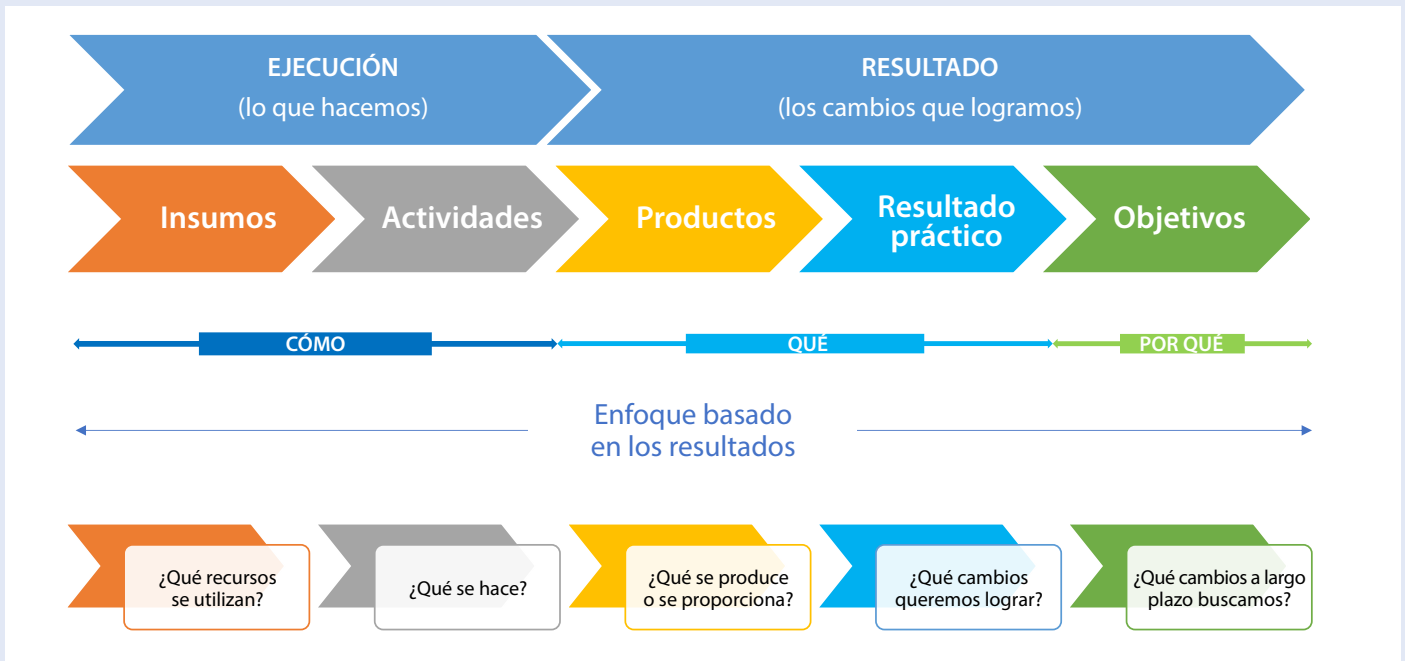 EJECUCIÓN
(lo que hacemos)
RESULTADO
(los cambios que logramos)
Insumos
Actividades
Productos
Resultado
práctico
Objetivos
CÓMO
QUÉ
POR QUÉ
Enfoque basado
en los resultados
¿Qué recursos
se utilizan?
¿Qué se hace?
¿Qué se produce
o se proporciona?
¿Qué cambios
queremos lograr?
¿Qué cambios a largo
plazo buscamos?